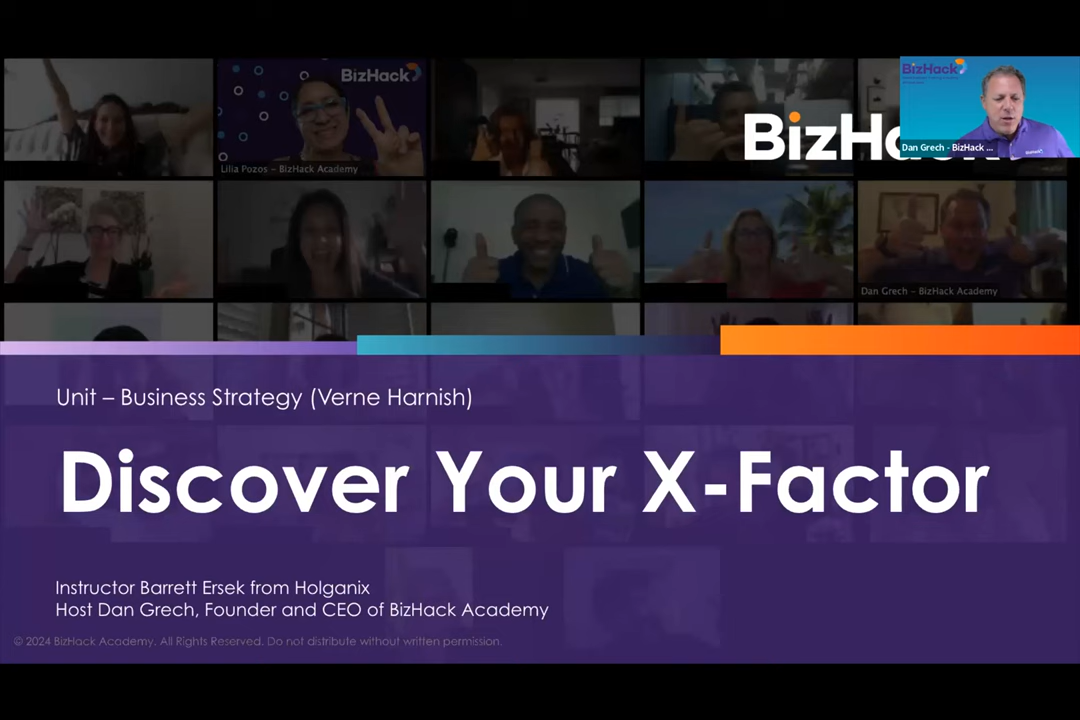 BizHack
BizHack
Lilia Pozos – BizHack Academy
BizHa
Dan Grech - BizHack ...
Dan Grech – BizHack Academy
Unit – Business Strategy (Verne Harnish)
Discover Your X-Factor
Instructor Barrett Ersek from Holganix
Host Dan Grech, Founder and CEO of BizHack Academy
© 2024 BizHack Academy. All Rights Reserved. Do not distribute without written permission.